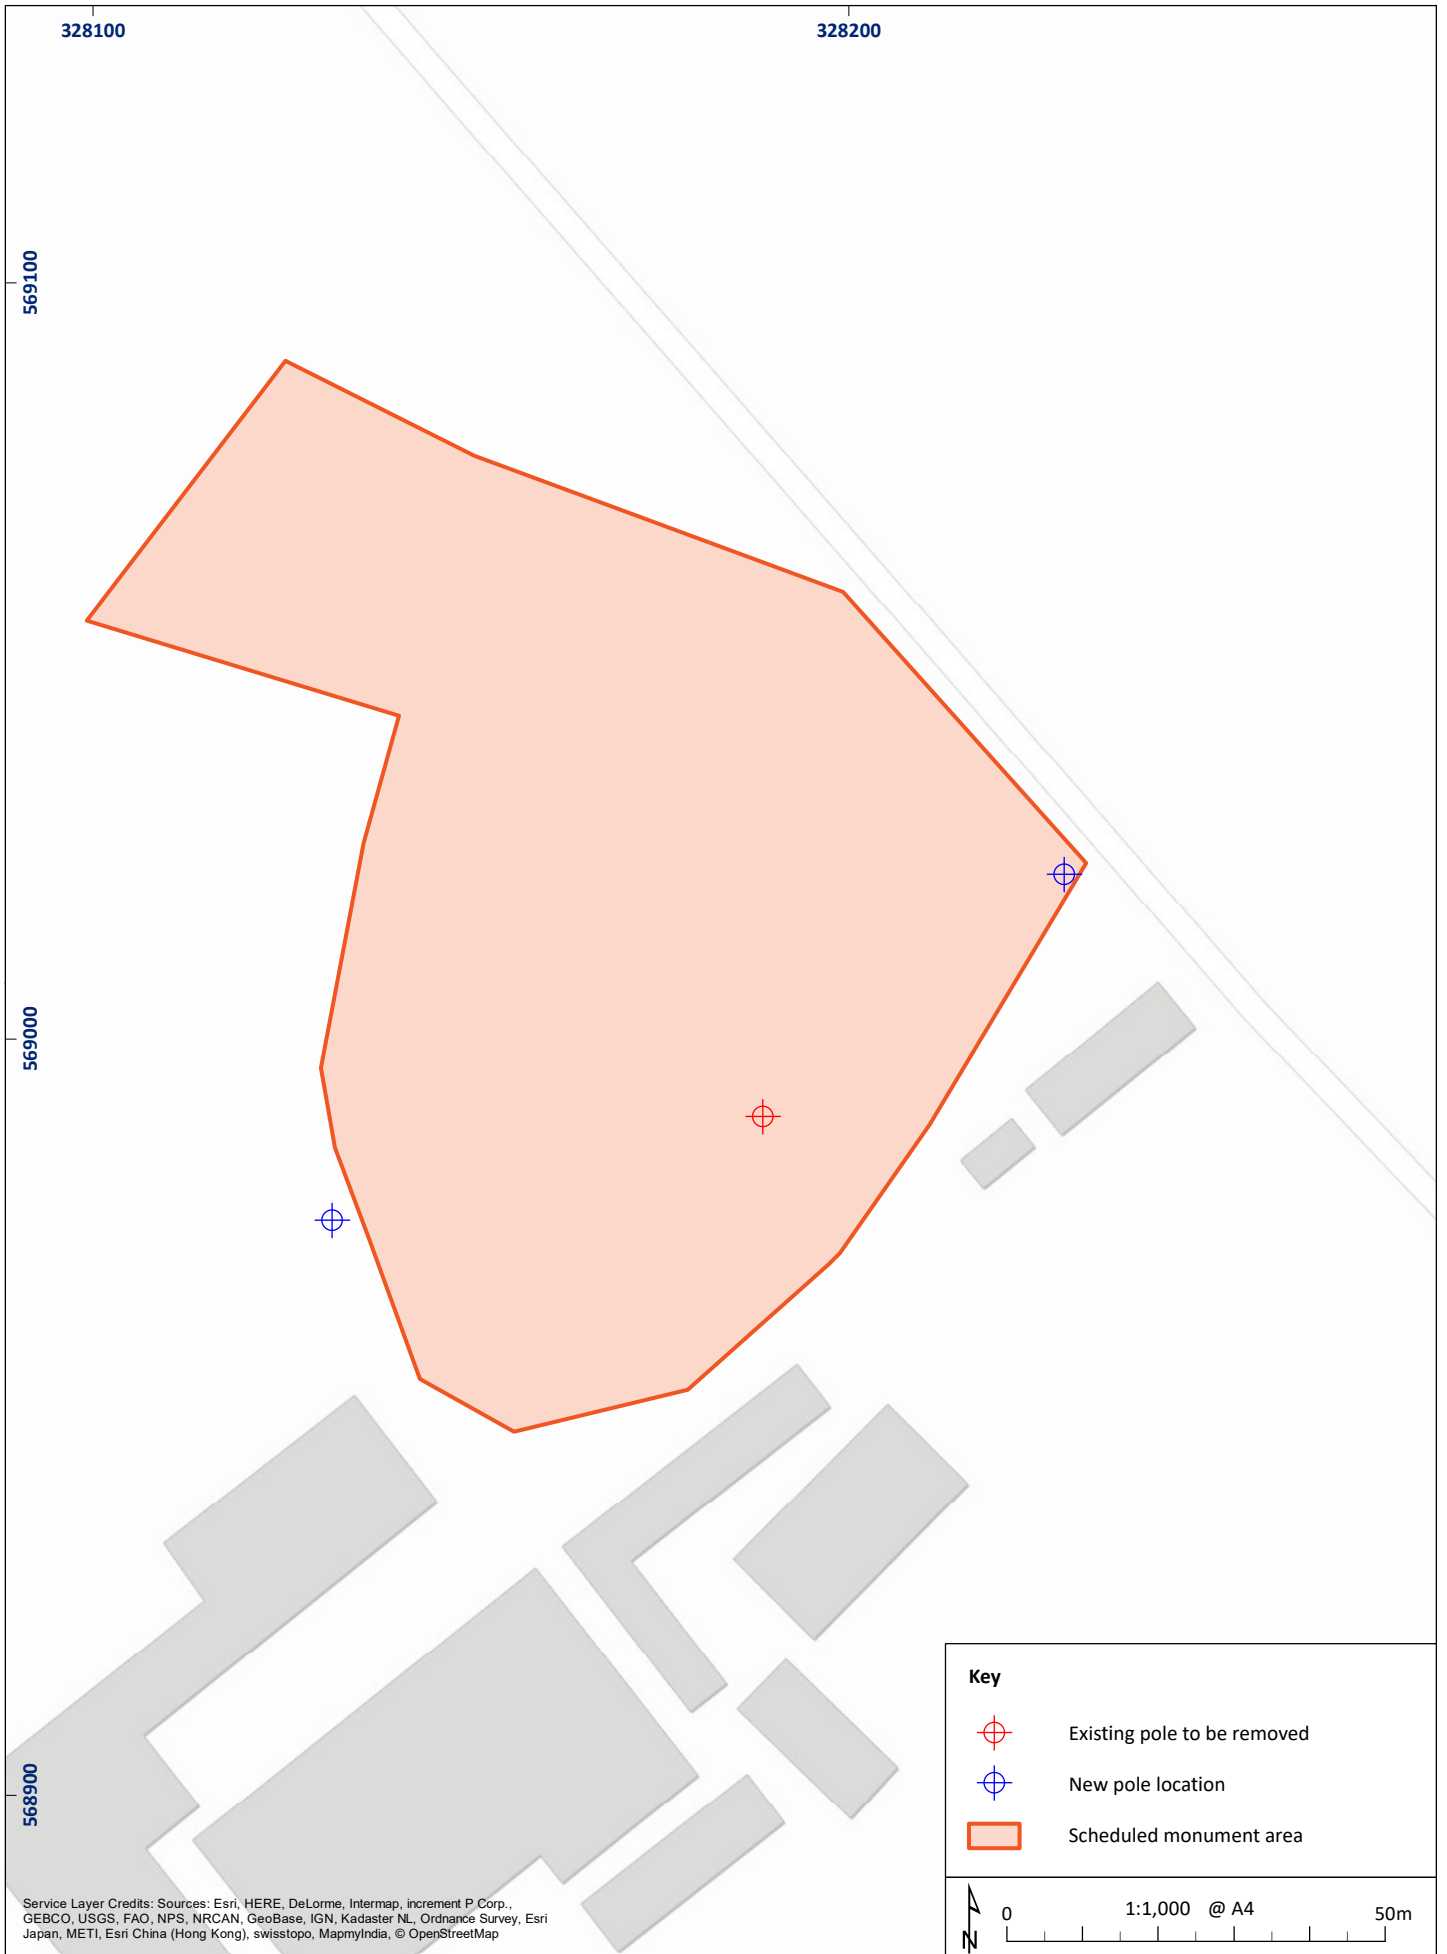 328100
328200
569100
569000
568900
Key
Existing pole to be removed
New pole location
Scheduled monument area
N
0
1:1,000 @ A4
50m
Service Layer Credits: Sources: Esri, HERE, DeLorme, Intermap, increment P Corp.,
GEBCO, USGS, FAO, NPS, NRCAN, GeoBase, IGN, Kadaster NL, Ordnance Survey, Esri
Japan, METI, Esri China (Hong Kong), swisstopo, MapmyIndia, © OpenStreetMap